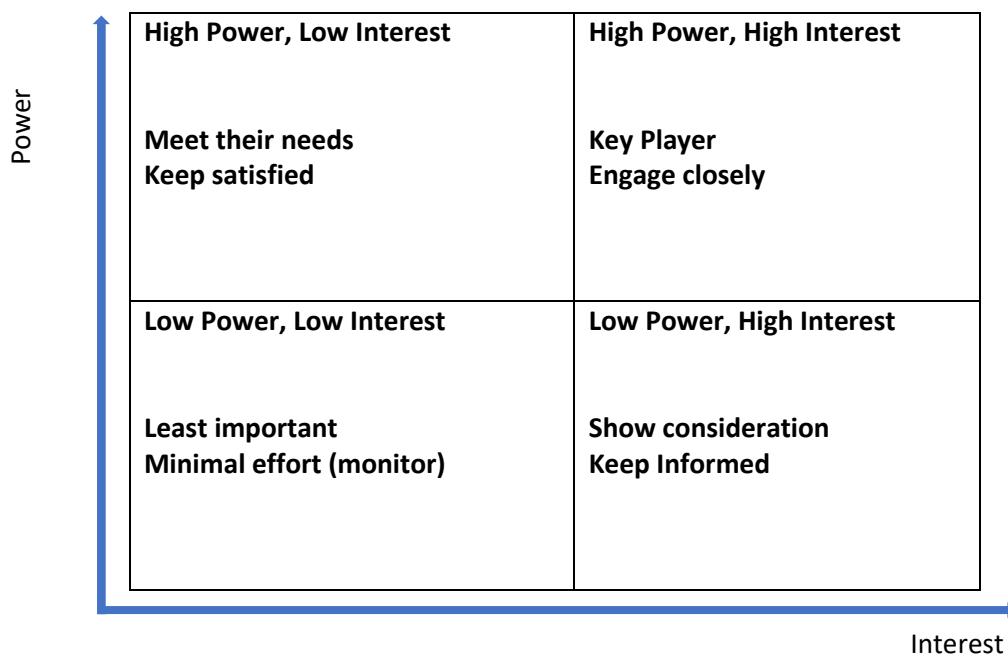 Power
High Power, Low Interest
Meet their needs
Keep satisfied
High Power, High Interest
Key Player
Engage closely
Low Power, Low Interest
Least important
Minimal effort (monitor)
Low Power, High Interest
Show consideration
Keep Informed
Interest